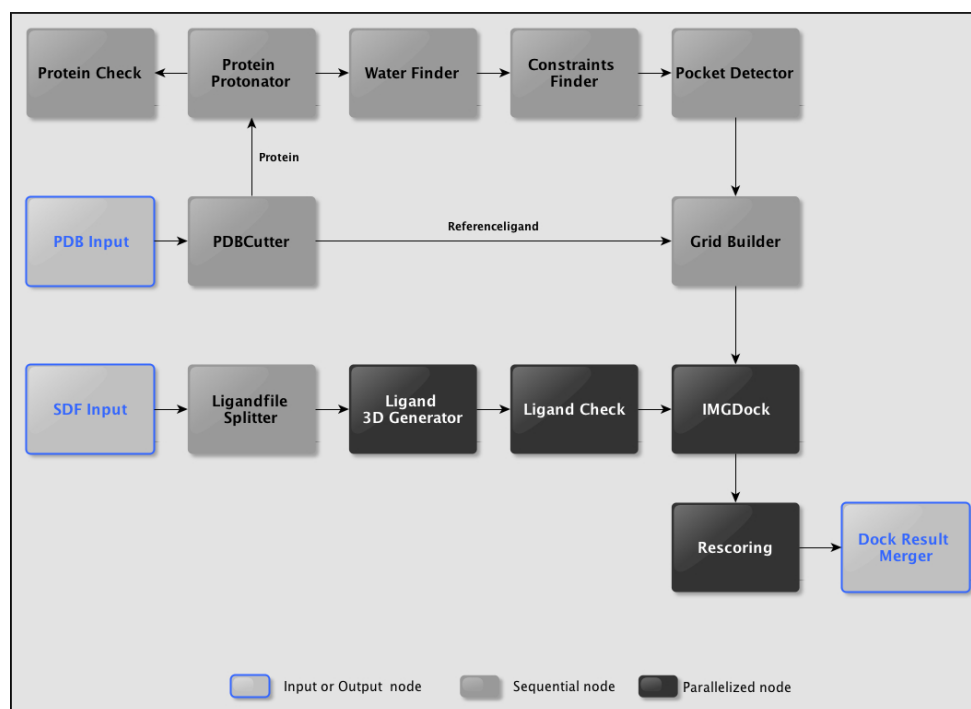 Protein Check
Protein
Protonator
Water Finder
Constraints
Finder
Pocket Detector
Protein
PDB Input
PDBCutter
Referenceligand
Grid Builder
SDF Input
Ligandfile
Splitter
Ligand
3D Generator
Ligand Check
IMGDock
Rescoring
Dock Result
Merger
Input or Output node
Sequential node
Parallelized node